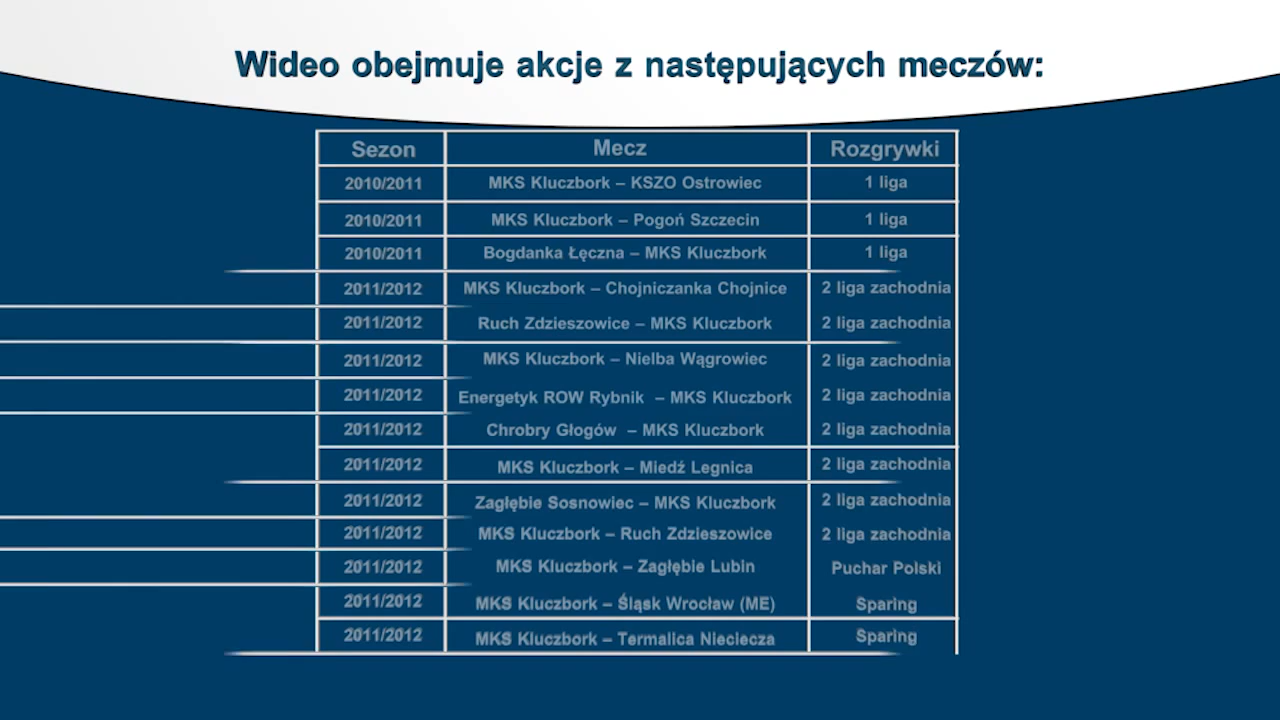 Wideo obejmuje akcje z następujących meczów:
Sezon Mecz Rozgrywki
2010/2011 MKS Kluczbork – KSZO Ostrowiec 1 liga
2010/2011 MKS Kluczbork – Pogoń Szczecin 1 liga
2010/2011 Bogdanka Łęczna – MKS Kluczbork 1 liga
2011/2012 MKS Kluczbork – Chojniczanka Chojnice 2 liga zachodnia
2011/2012 Ruch Zdzieszowice – MKS Kluczbork 2 liga zachodnia
2011/2012 MKS Kluczbork – Nielba Wągrowiec 2 liga zachodnia
2011/2012 Energetyk ROW Rybnik – MKS Kluczbork 2 liga zachodnia
2011/2012 Chrobry Głogów – MKS Kluczbork 2 liga zachodnia
2011/2012 MKS Kluczbork – Miedź Legnica 2 liga zachodnia
2011/2012 Zagłębie Sosnowiec – MKS Kluczbork 2 liga zachodnia
2011/2012 MKS Kluczbork – Ruch Zdzieszowice 2 liga zachodnia
2011/2012 MKS Kluczbork – Zagłębie Lubin Puchar Polski
2011/2012 MKS Kluczbork – Śląsk Wrocław (ME) Sparing
2011/2012 MKS Kluczbork – Termalica Nieciecza Sparing